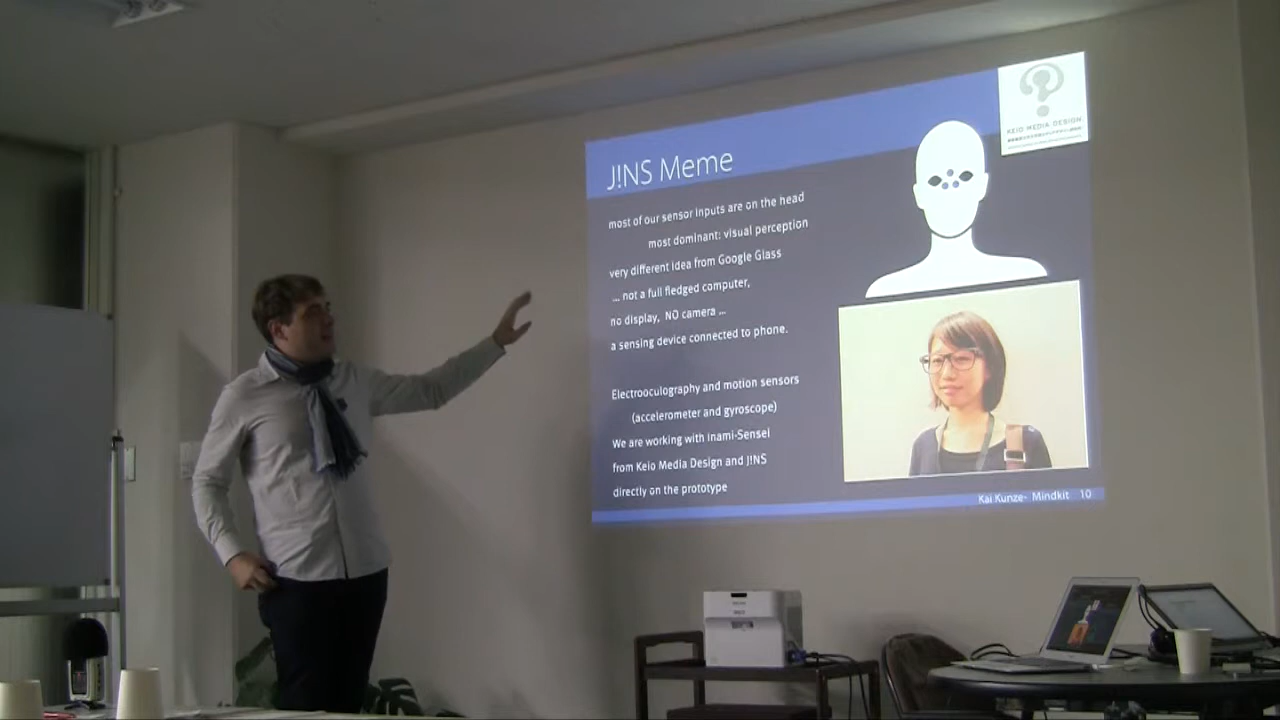 KEIO MEDIA DESIGN
J!NS Meme
most of our sensor inputs are on the head
most dominant: visual perception
very different idea from Google Glass
... not a full fledged computer,
no display, NO camera ...
a sensing device connected to phone.
Electrooculography and motion sensors
(accelerometer and gyroscope)
We are working with Inami-Sensei
from Keio Media Design and J!NS
directly on the prototype
Kai Kunze- Mindkit 10